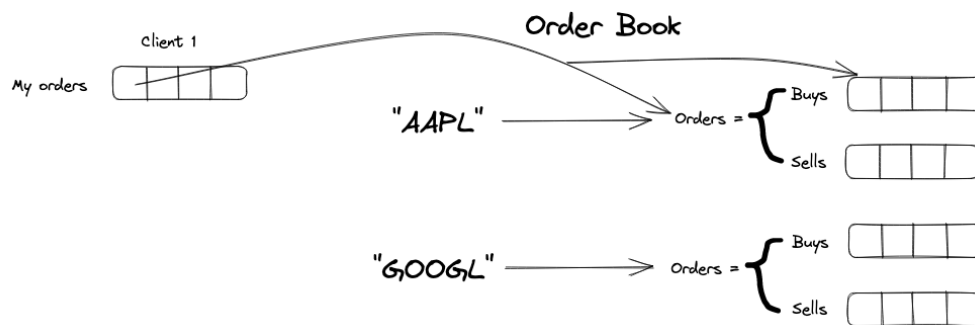 Order Book
Client 1
My orders
"AAPL"
Orders =
Buys
Sells
"GOOGL"
Orders =
Buys
Sells